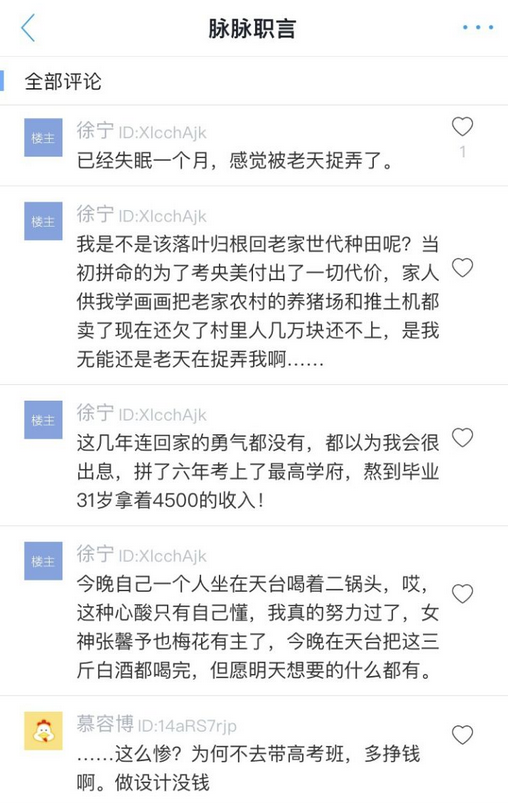 脉脉职言
全部评论
楼主
徐宁 ID:XIcchAjk
已经失眠一个月，感觉被老天捉弄了。
1
楼主
徐宁 ID:XIcchAjk
我是不是该落叶归根回老家世代种田呢？当
初拼命的为了考央美付出了一切代价，家人
供我学画画把老家农村的养猪场和推土机都
卖了现在还欠了村里人几万块还不上，是我
无能还是老天在捉弄我啊……
楼主
徐宁 ID:XIcchAjk
这几年连回家的勇气都没有，都以为我会很
出息，拼了六年考上了最高学府，熬到毕业
31岁拿着4500的收入！
楼主
徐宁 ID:XIcchAjk
今晚自己一个人坐在天台喝着二锅头，哎，
这种心酸只有自己懂，我真的努力过了，女
神张馨予也梅花有主了，今晚在天台把这三
斤白酒都喝完，但愿明天想要的什么都有。
慕容博 ID:14aRS7rjp
……这么惨？为何不去带高考班，多挣钱
啊。做设计没钱